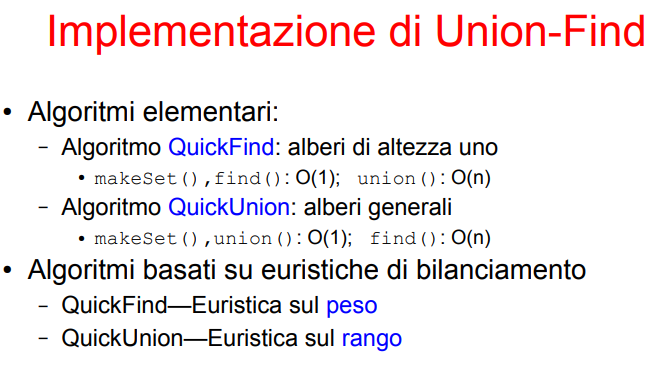 Implementazione di Union-Find
• Algoritmi elementari:
– Algoritmo QuickFind: alberi di altezza uno
• makeSet(),find(): O(1); union(): O(n)
– Algoritmo QuickUnion: alberi generali
• makeSet(),union(): O(1); find(): O(n)
• Algoritmi basati su euristiche di bilanciamento
– QuickFind—Euristica sul peso
– QuickUnion—Euristica sul rango